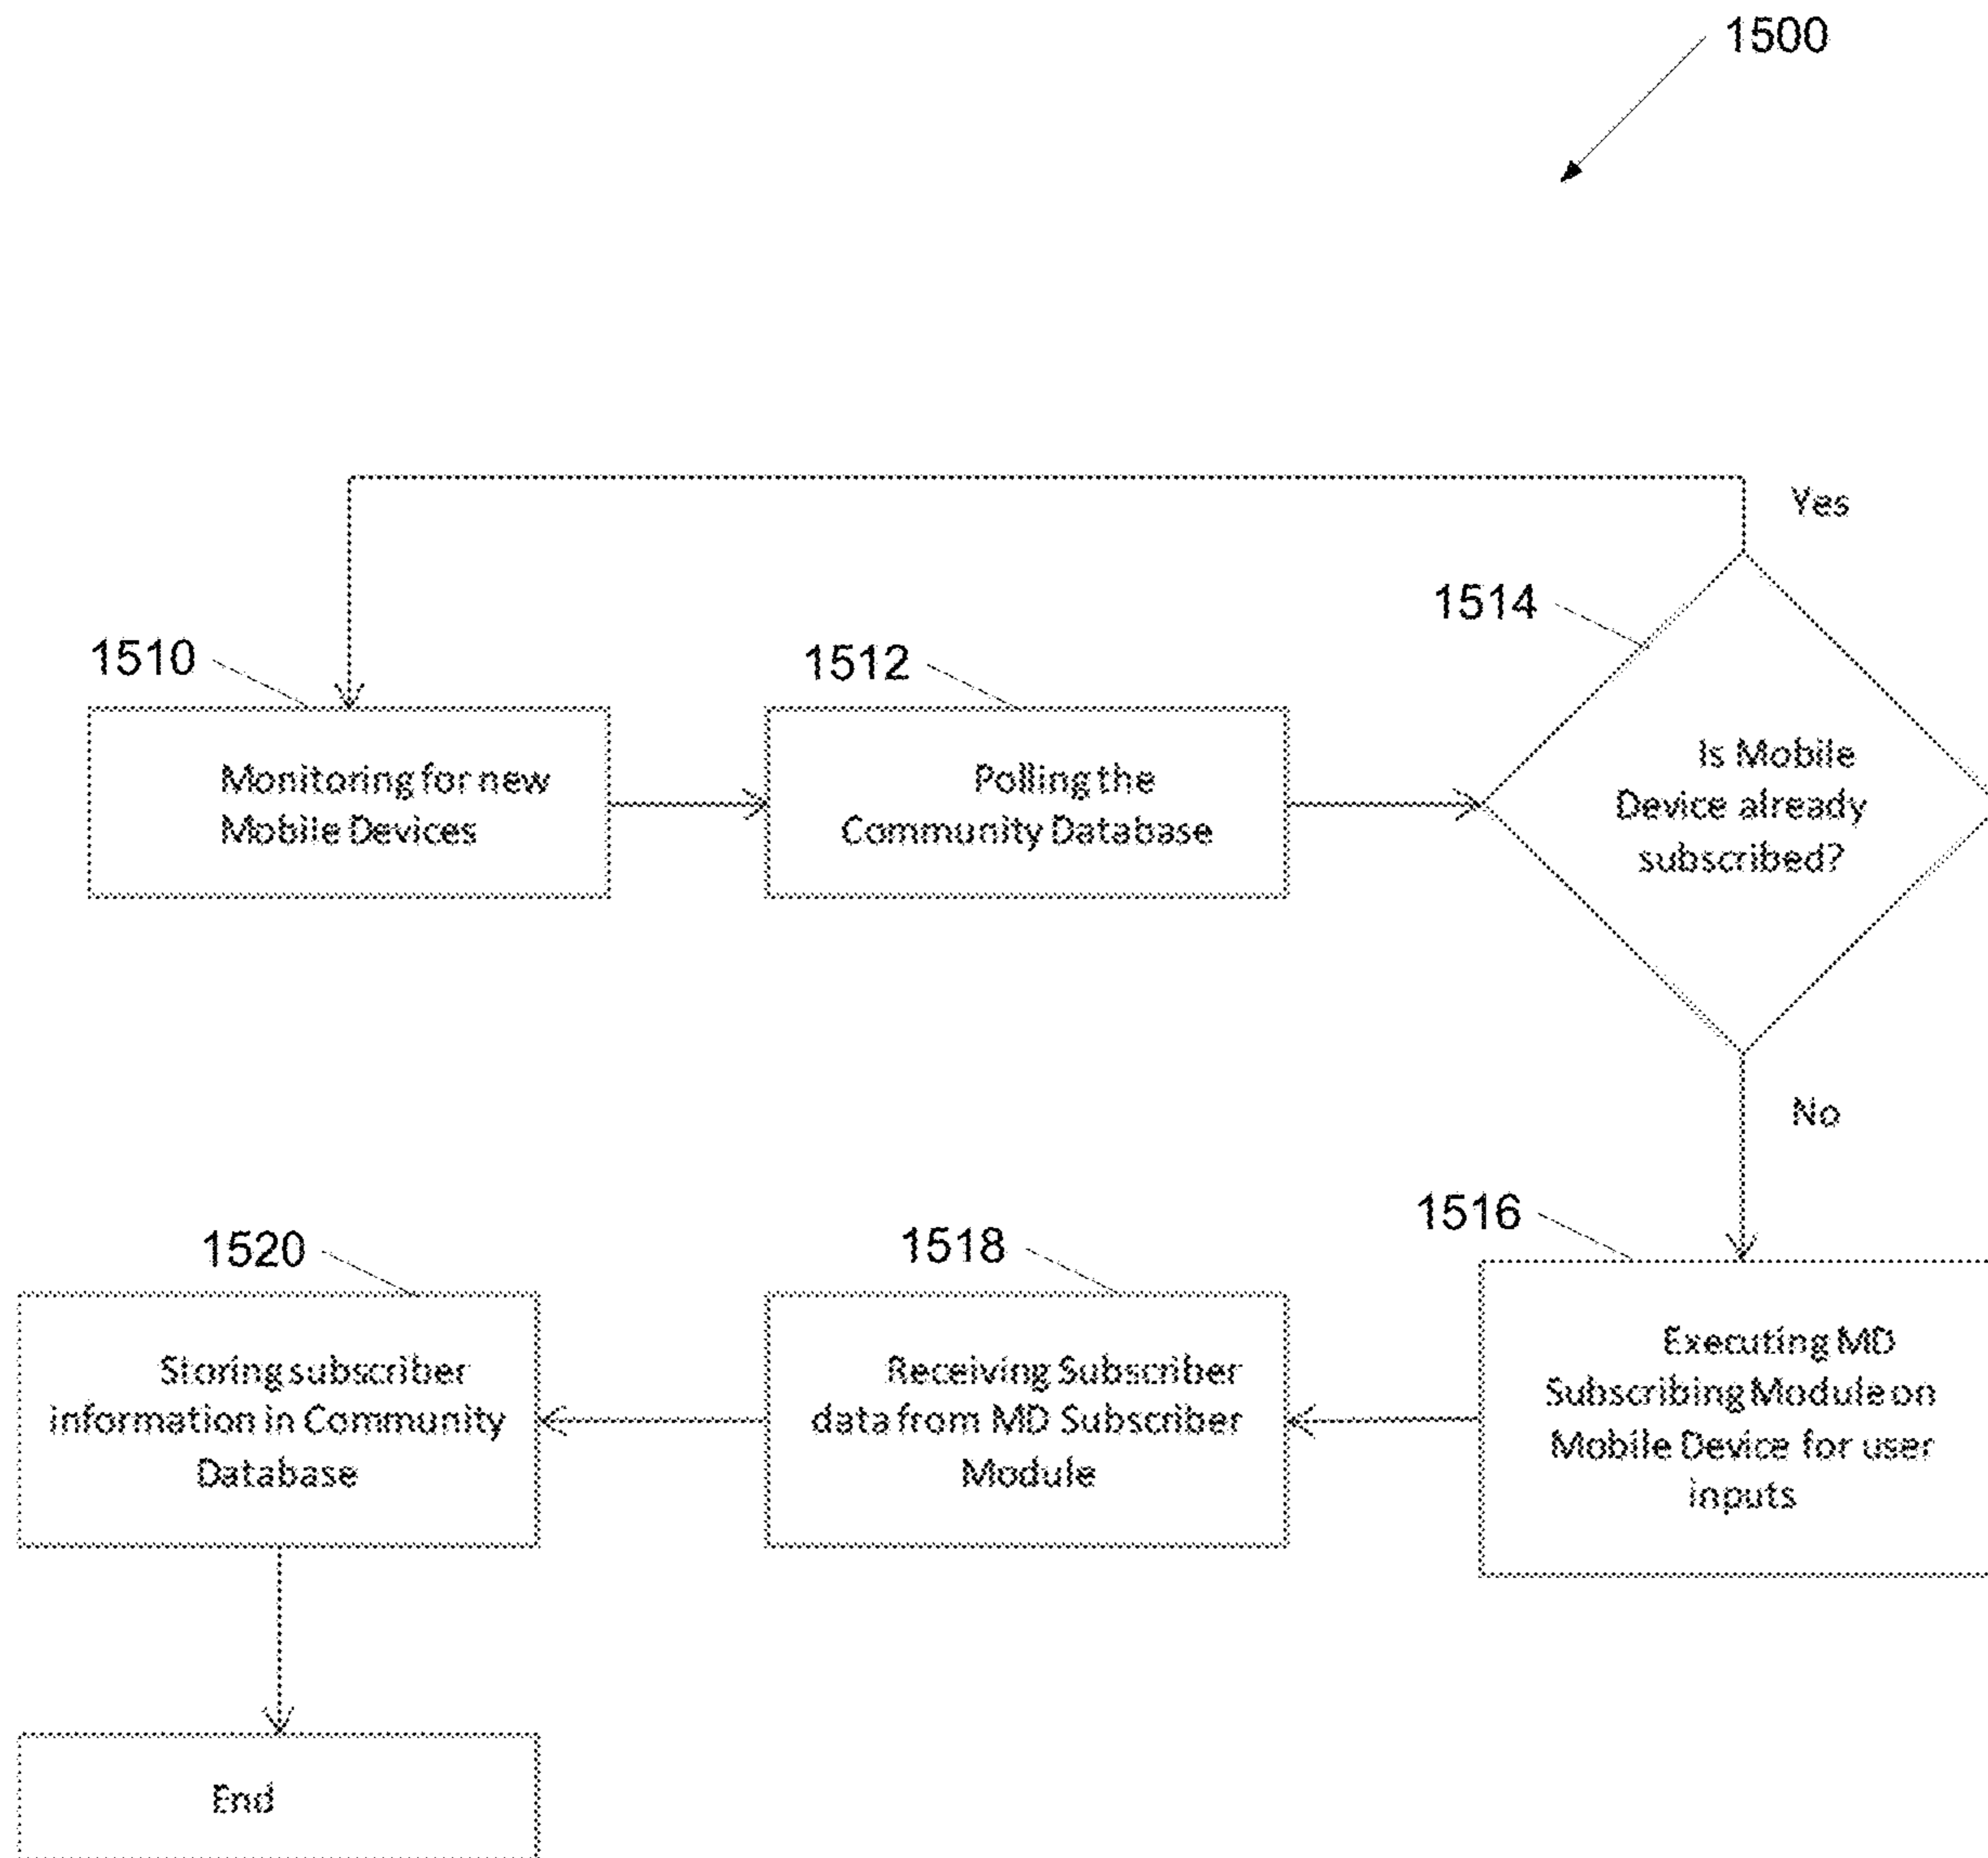 1500
Yes
1514
1510
1512
Monitoring for new
Mobile Devices
Polling the
Community Database
Is Mobile
Device already
subscribed?
No
1516
1518
1520
Executing MD
Subscribing Module on
Mobile Device for user
inputs
Receiving Subscriber
data from MD Subscriber
Module
Storing subscriber
information in Community
Database
End